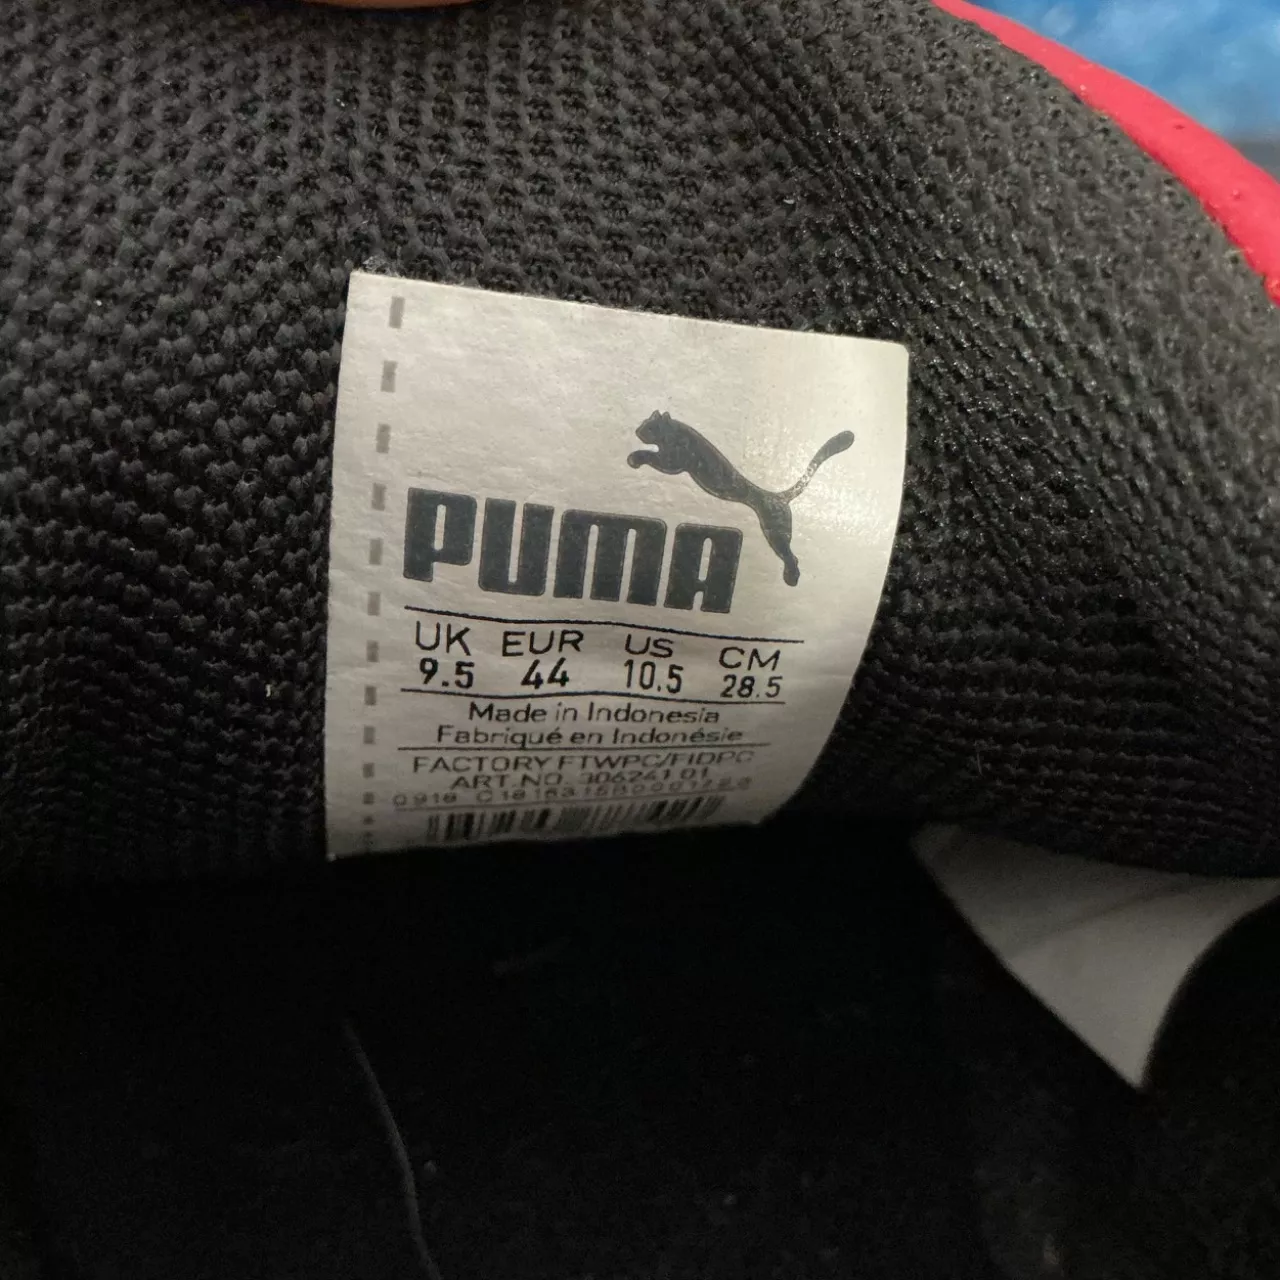 PUMA
UK EUR US CM
9.5 44 10.5 28.5
Made in Indonesia
Fabriqué en Indonésie
FACTORY FTWPC/FIDPC
ART.NO. 306241 01
0918